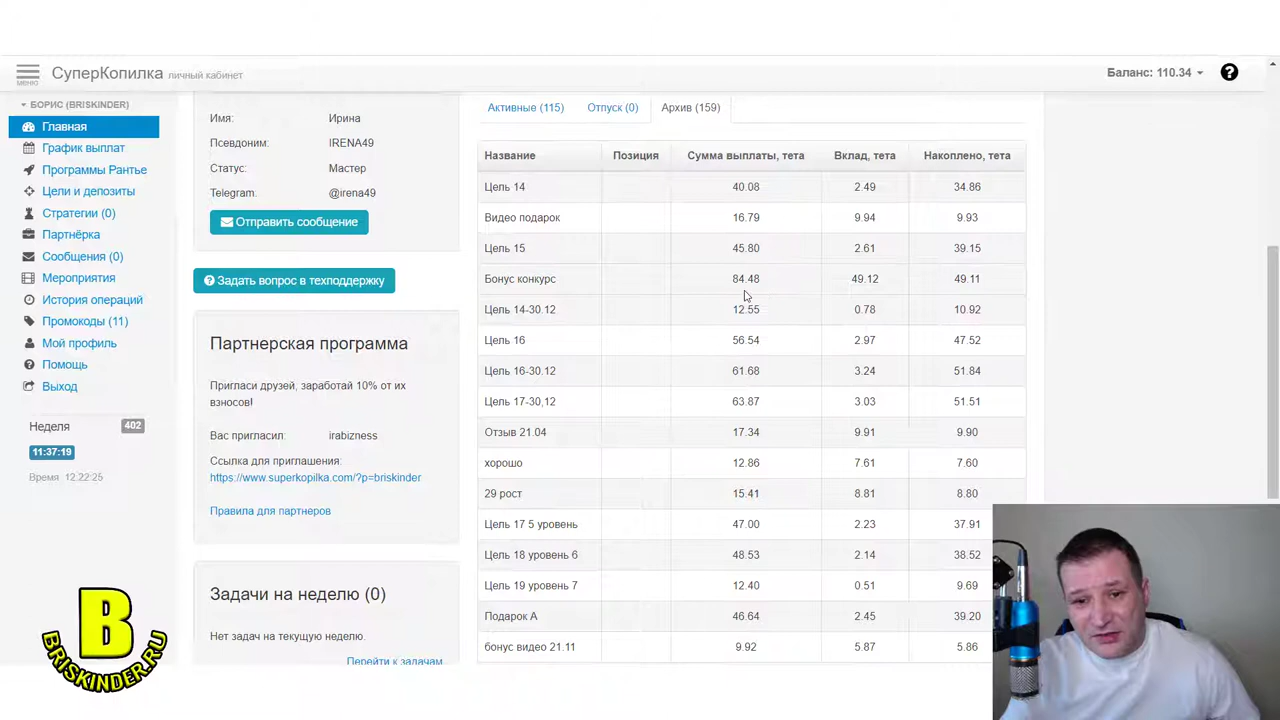 СуперКопилка личный кабинет
Баланс: 110.34
МЕНЮ
БОРИС (BRISKINDER)
Главная
График выплат
Программы Рантье
Цели и депозиты
Стратегии (0)
Партнёрка
Сообщения (0)
Мероприятия
История операций
Промокоды (11)
Мой профиль
Помощь
Выход
Неделя 402
11:37:19
Время 12.22:25
Имя: Ирина
Псевдоним: IRENA49
Статус: Мастер
Telegram: @irena49
Отправить сообщение
Задать вопрос в техподдержку
Партнерская программа
Пригласи друзей, заработай 10% от их
взносов!
Вас пригласил: irabizness
Ссылка для приглашения:
https://www.superkopilka.com/?p=briskinder
Правила для партнеров
Задачи на неделю (0)
Нет задач на текущую неделю.
Перейти к задачам
Активные (115) Отпуск (0) Архив (159)
Название Позиция Сумма выплаты, тета Вклад, тета Накоплено, тета
Цель 14 40.08 2.49 34.86
Видео подарок 16.79 9.94 9.93
Цель 15 45.80 2.61 39.15
Бонус конкурс 84.48 49.12 49.11
Цель 14-30.12 12.55 0.78 10.92
Цель 16 56.54 2.97 47.52
Цель 16-30.12 61.68 3.24 51.84
Цель 17-30,12 63.87 3.03 51.51
Отзыв 21.04 17.34 9.91 9.90
хорошо 12.86 7.61 7.60
29 рост 15.41 8.81 8.80
Цель 17 5 уровень 47.00 2.23 37.91
Цель 18 уровень 6 48.53 2.14 38.52
Цель 19 уровень 7 12.40 0.51 9.69
Подарок А 46.64 2.45 39.20
бонус видео 21.11 9.92 5.87 5.86
B
BRISKINDER.RU